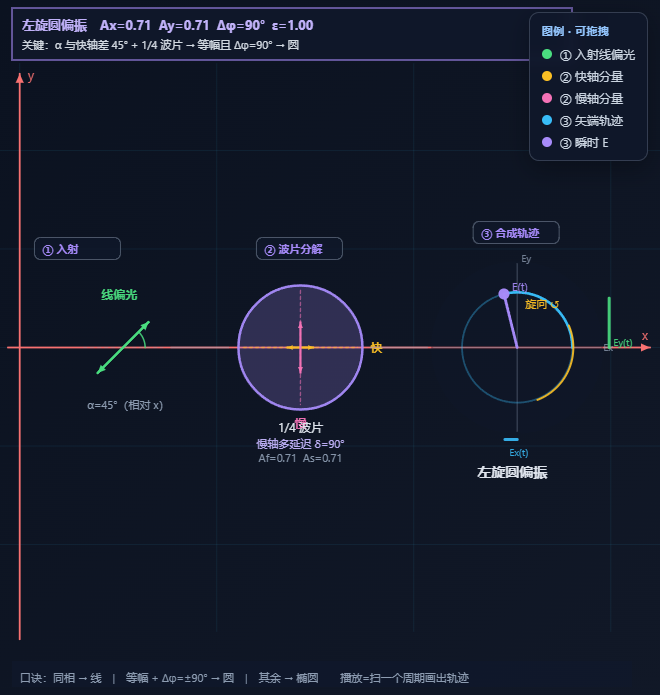 左旋圆偏振 Ax=0.71 Ay=0.71 Δφ=90° ε=1.00
关键：α 与快轴差 45° + 1/4 波片 → 等幅且 Δφ=90° → 圆
图例 · 可拖拽
① 入射线偏光
② 快轴分量
② 慢轴分量
③ 矢端轨迹
③ 瞬时 E
y
① 入射
② 波片分解
③ 合成轨迹
线偏光
Ey
E(t)
旋向 ↺
x
快
Ex
Ey(t)
α=45°（相对 x）
慢
1/4 波片
慢轴多延迟 δ=90°
Af=0.71 As=0.71
Ex(t)
左旋圆偏振
口诀：同相 → 线 | 等幅 + Δφ=±90° → 圆 | 其余 → 椭圆 播放=扫一个周期画出轨迹